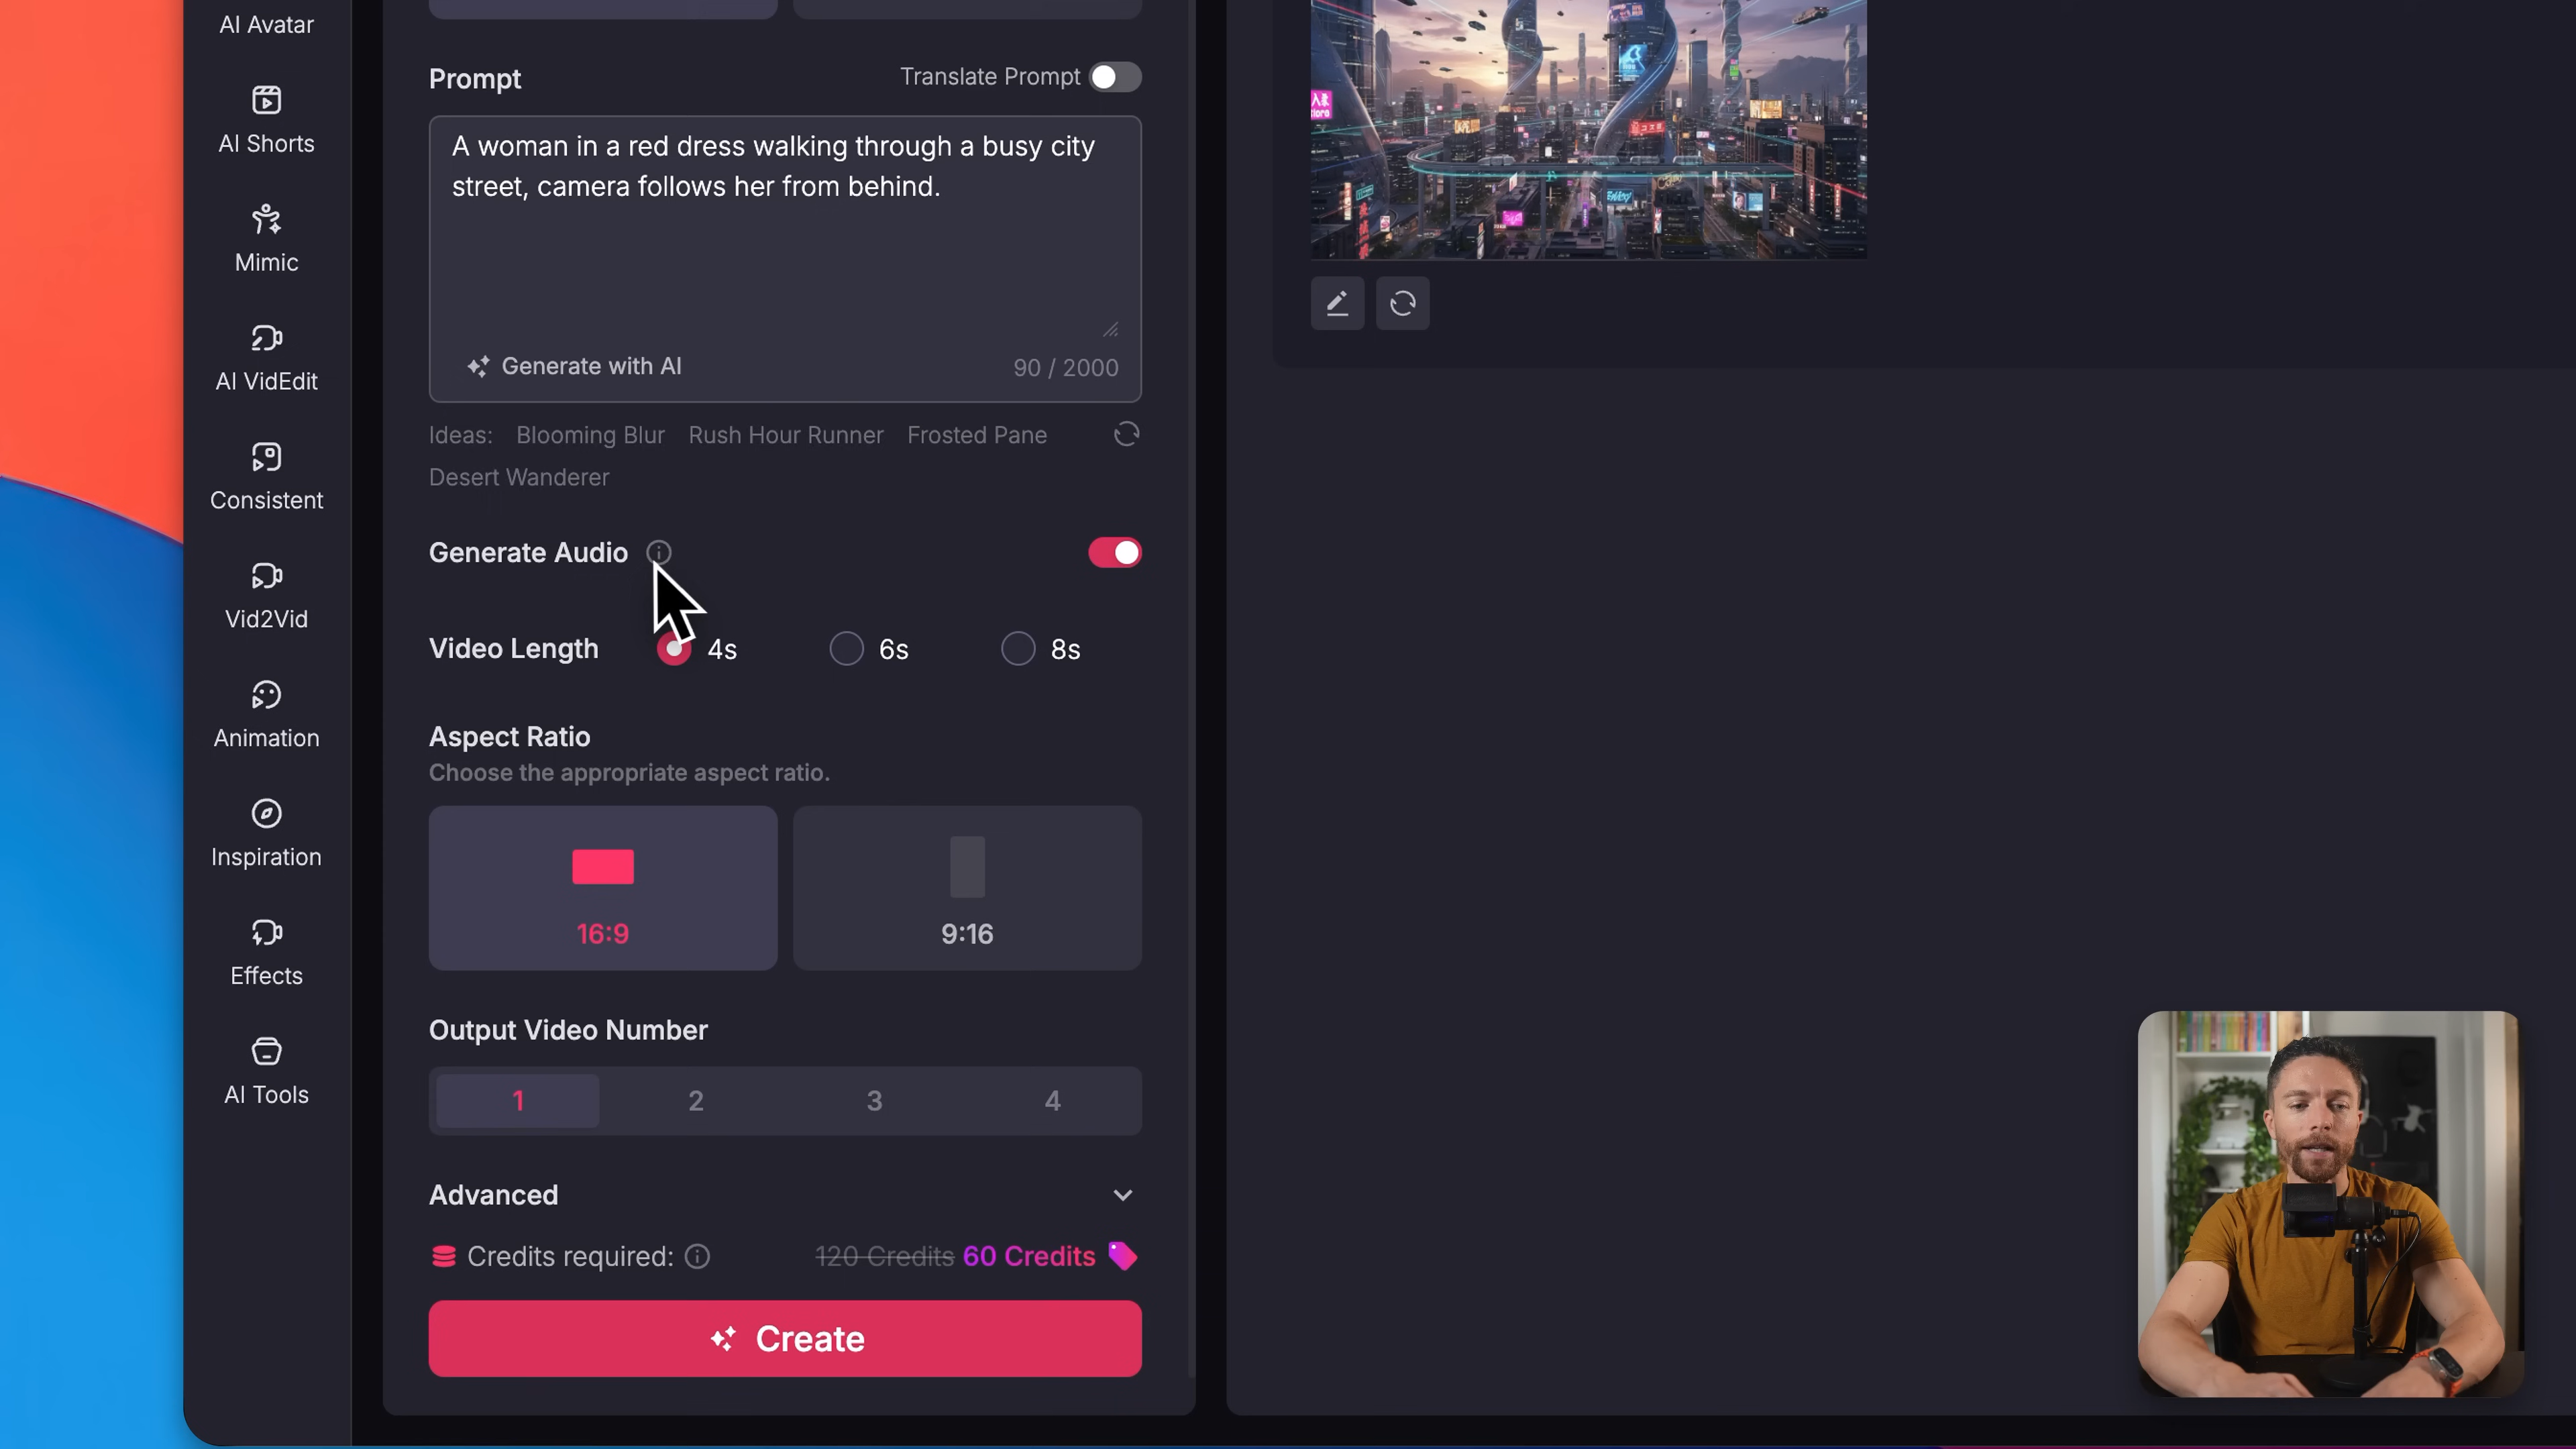 AI Avatar
AI Shorts
Mimic
AI VidEdit
Consistent
Vid2Vid
Animation
Inspiration
Effects
AI Tools
Prompt
Translate Prompt
A woman in a red dress walking through a busy city
street, camera follows her from behind.
Generate with AI
90 / 2000
Ideas: Blooming Blur Rush Hour Runner Frosted Pane
Desert Wanderer
Generate Audio
Video Length 4s 6s 8s
Aspect Ratio
Choose the appropriate aspect ratio.
16:9 9:16
Output Video Number
1 2 3 4
Advanced
Credits required: 120 Credits 60 Credits
Create